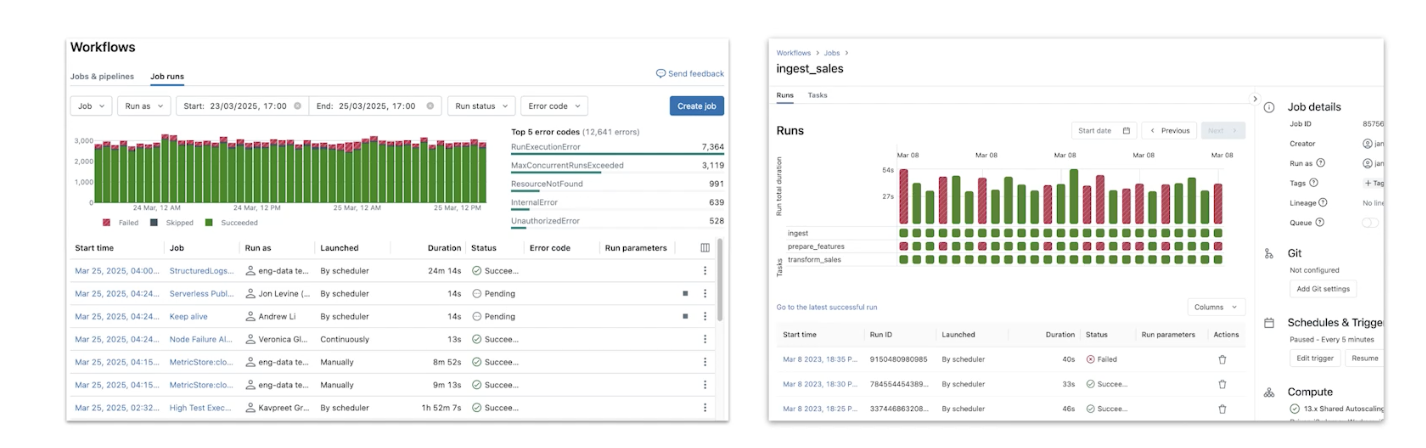 Workflows
Jobs & pipelines Job runs Send feedback
Job Run as Start: 23/03/2025, 17:00 End: 25/03/2025, 17:00 Run status Error code Create job
Top 5 error codes (12,641 errors)
RunExecutionError 7,364
MaxConcurrentRunsExceeded 3,119
ResourceNotFound 991
InternalError 639
UnauthorizedError 528
3,000
2,000
1,000
0
24 Mar, 12 AM 24 Mar, 12 PM 25 Mar, 12 AM 25 Mar, 12 PM
Failed Skipped Succeeded
Start time Job Run as Launched Duration Status Error code Run parameters
Mar 25, 2025, 04:00... StructuredLogs... eng-data te... By scheduler 24m 14s Succee...
Mar 25, 2025, 04:24... Serverless Publ... Jon Levine (... By scheduler 14s Pending
Mar 25, 2025, 04:24... Keep alive Andrew Li By scheduler 14s Pending
Mar 25, 2025, 04:24... Node Failure Al... Veronica Gl... Continuously 13s Succee...
Mar 25, 2025, 04:15... MetricStore:clo... eng-data te... Manually 8m 52s Succee...
Mar 25, 2025, 04:15... MetricStore:clo... eng-data te... Manually 9m 13s Succee...
Mar 25, 2025, 02:32... High Test Exec... Kavpreet Gr... By scheduler 1h 52m 7s Succee...
Workflows > Jobs >
ingest_sales
Runs Tasks
Runs
Start date Previous Next
Mar 08 Mar 08 Mar 08 Mar 08 Mar 08
Run total duration
54s
27s
Tasks
ingest
prepare_features
transform_sales
Go to the latest successful run
Columns
Start time Run ID Launched Duration Status Run parameters Actions
Mar 8 2023, 18:35 P... 9150480980985 By scheduler 40s Failed
Mar 8 2023, 18:30 P... 784554454389... By scheduler 33s Succee...
Mar 8 2023, 18:25 P... 337446863208... By scheduler 46s Succee...
Job details
Job ID 85756
Creator jan
Run as jan
Tags + Tag
Lineage No line
Queue
Git
Not configured
Add Git settings
Schedules & Trigge
Paused - Every 5 minutes
Edit trigger Resume
Compute
13.x Shared Autoscaling